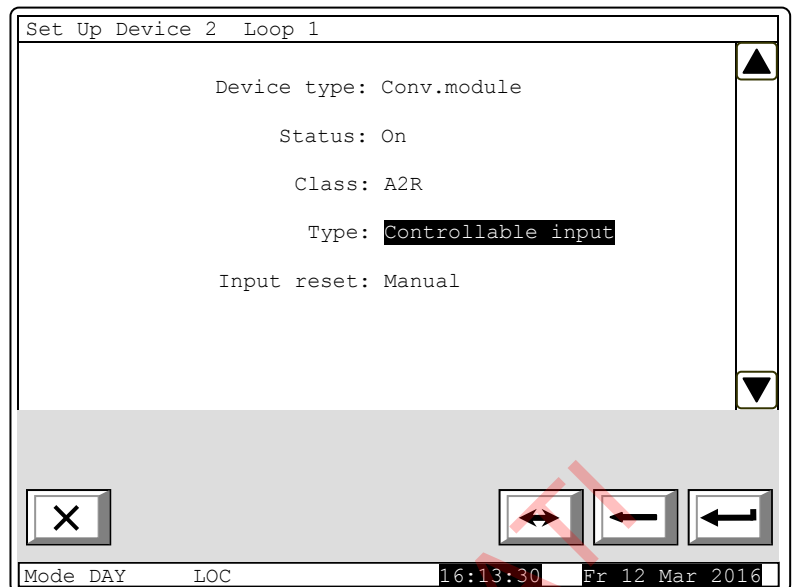 Set Up Device 2 Loop 1
Device type: Conv.module
Status: On
Class: A2R
Type: Controllable input
Input reset: Manual
Mode DAY LOC 16:13:30 Fr 12 Mar 2016